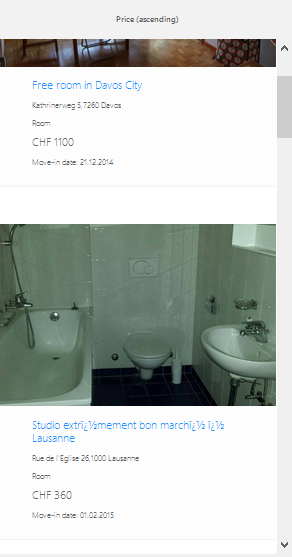 Price (ascending)
Free room in Davos City
Kathrinerweg 5,7260 Davos
Room
CHF 1100
Move-in date: 21.12.2014
Studio extrï¿½mement bon marchï¿½ ï¿½
Lausanne
Rue de l'Eglise 26,1000 Lausanne
Room
CHF 360
Move-in date: 01.02.2015